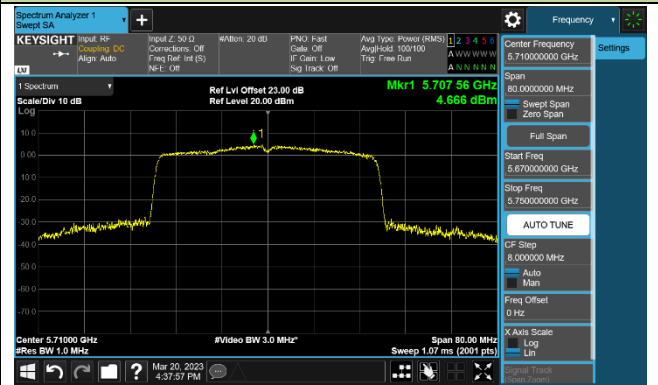 Spectrum Analyzer 1
Swept SA
+
Frequency
KEYSIGHT
Input: RF
Coupling: DC
Align: Auto
Input Z: 50 Ω
Corrections: Off
Freq Ref: Int (S)
NFE: Off
#Atten: 20 dB
PNO: Fast
Gate: Off
IF Gain: Low
Sig Track: Off
Avg Type: Power (RMS)
Avg|Hold: 100/100
Trig: Free Run
1 2 3 4 5 6
A W W W W W
A N N N N N
LXI
1 Spectrum
Scale/Div 10 dB
Log
Ref Lvl Offset 23.00 dB
Ref Level 20.00 dBm
Mkr1 5.707 56 GHz
4.666 dBm
1
10.0
0.00
-10.0
-20.0
-30.0
-40.0
-50.0
-60.0
-70.0
Center 5.71000 GHz
#Res BW 1.0 MHz
#Video BW 3.0 MHz*
Span 80.00 MHz
Sweep 1.07 ms (2001 pts)
Center Frequency
5.710000000 GHz
Settings
Span
80.0000000 MHz
Swept Span
Zero Span
Full Span
Start Freq
5.670000000 GHz
Stop Freq
5.750000000 GHz
AUTO TUNE
CF Step
8.000000 MHz
Auto
Man
Freq Offset
0 Hz
X Axis Scale
Log
Lin
Signal Track
(Span Zoom)
?
Mar 20, 2023
4:37:57 PM